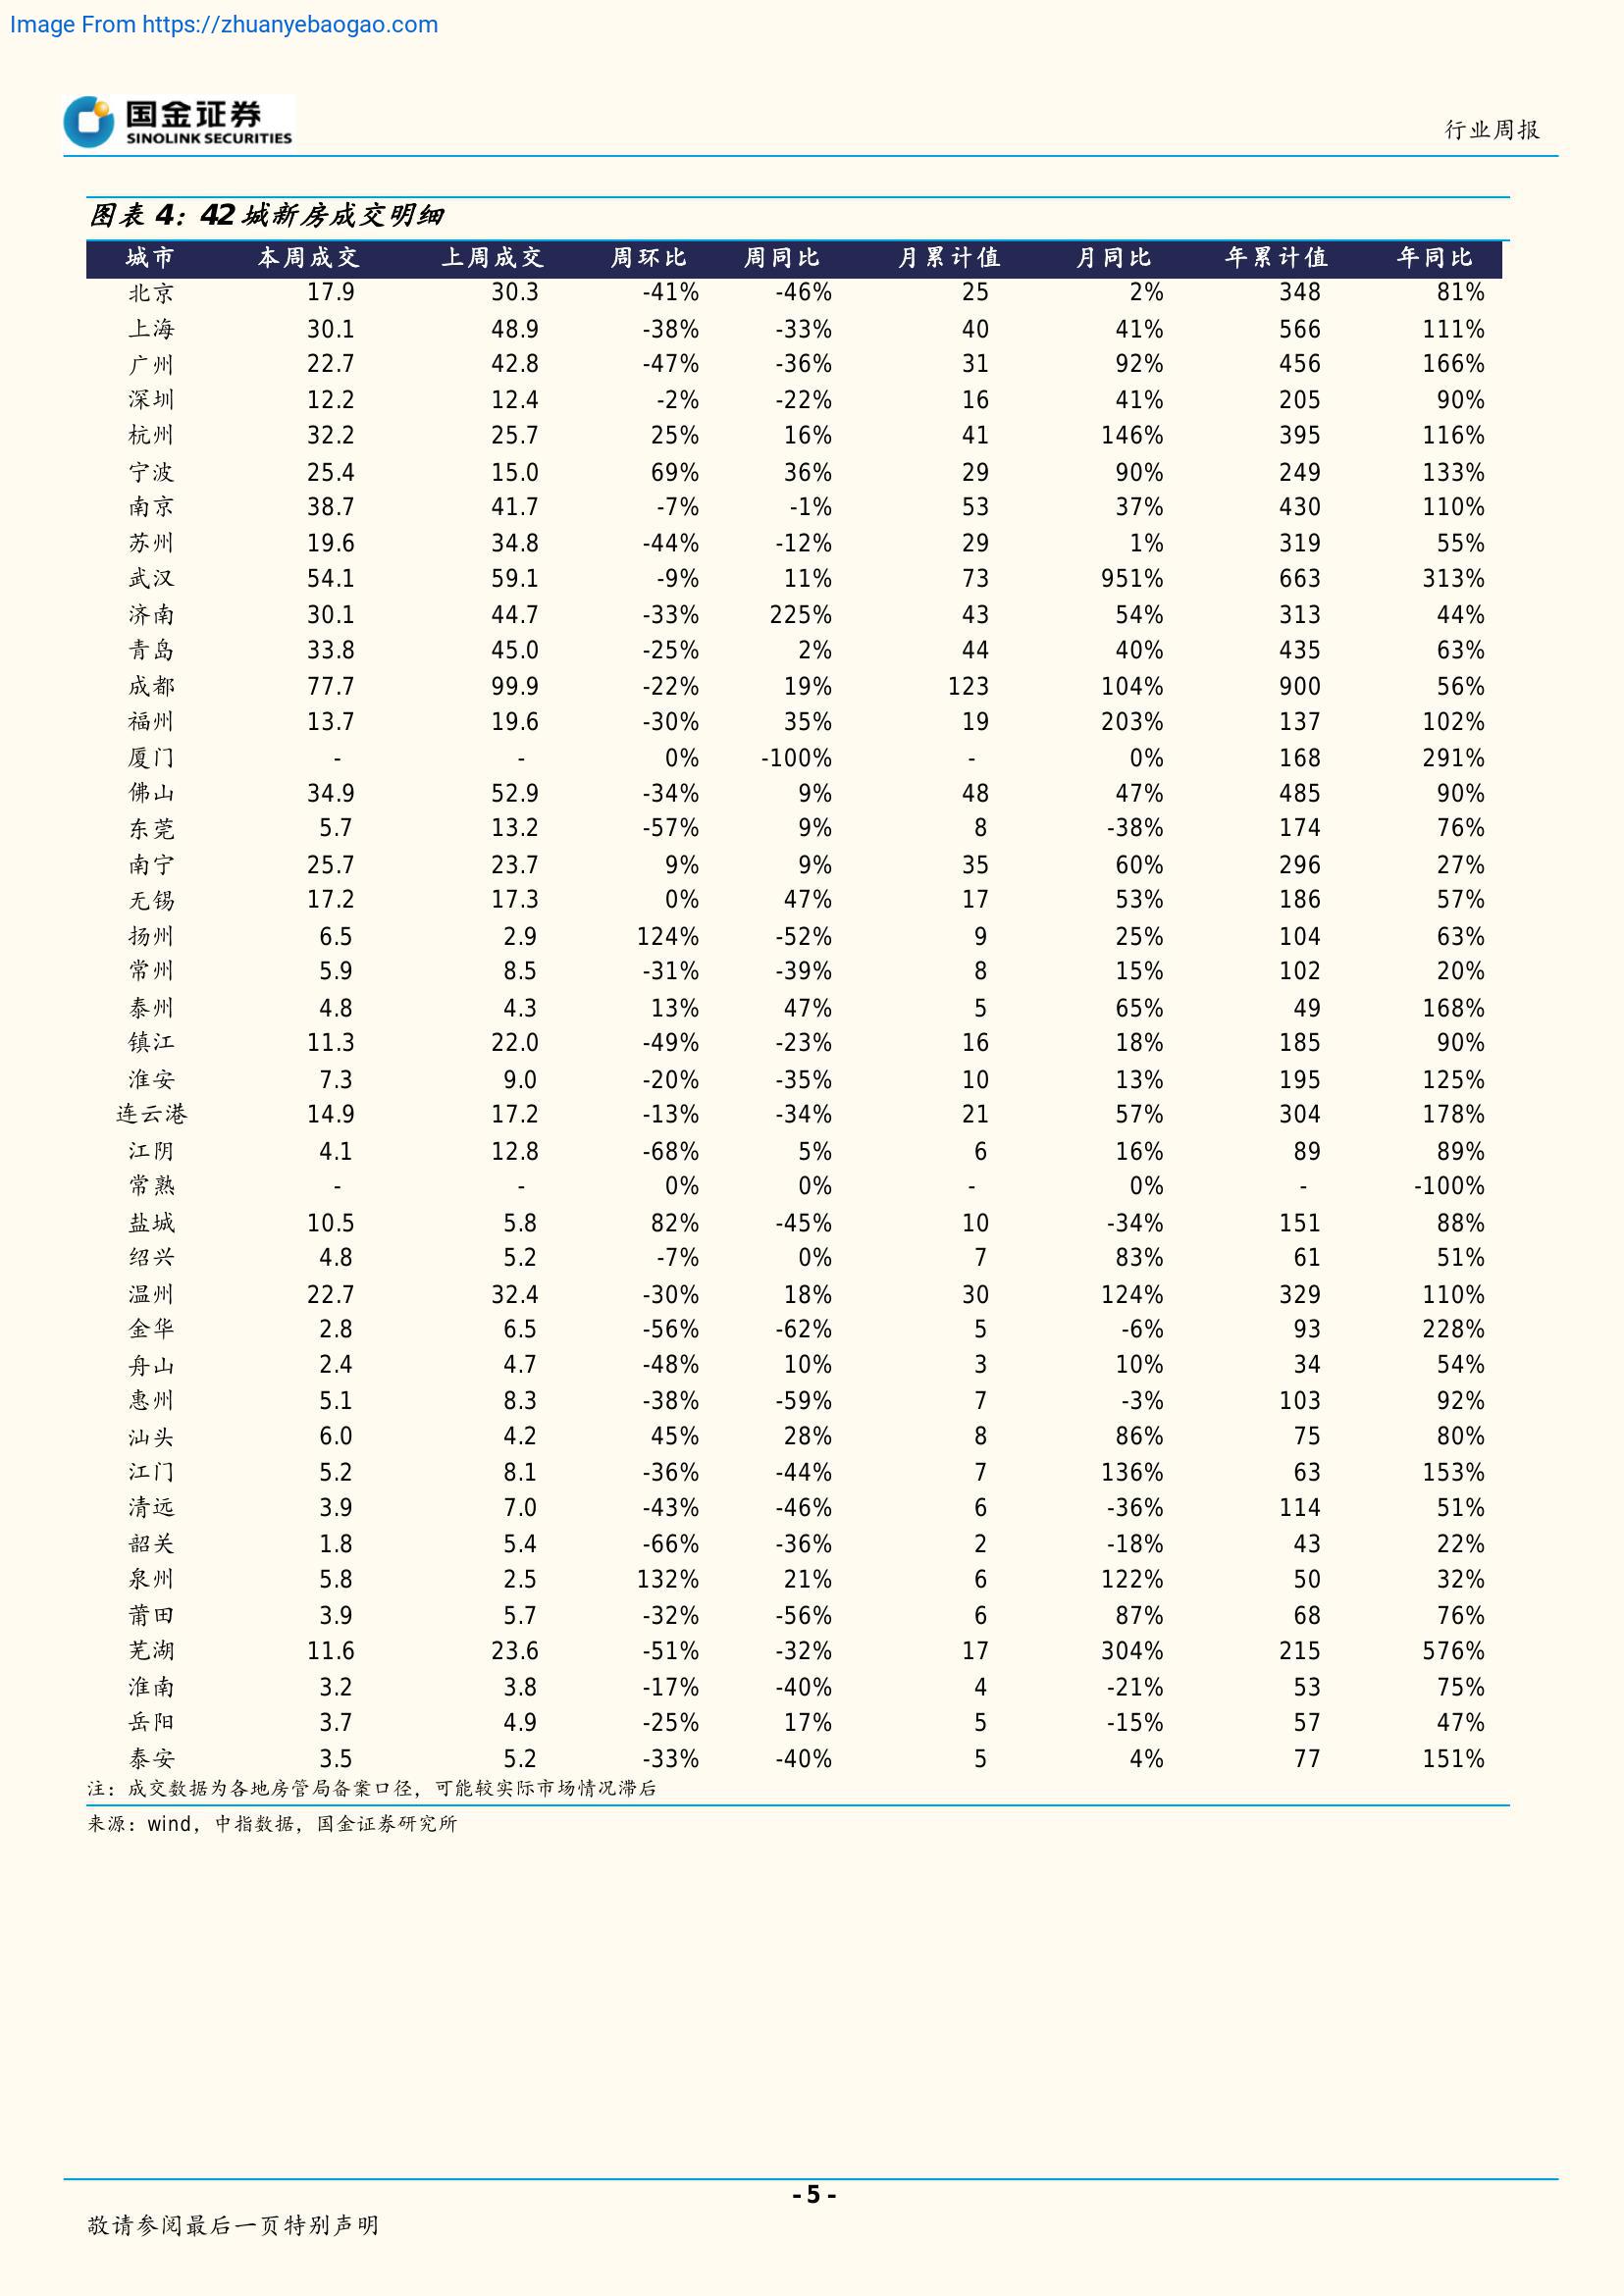 Image From https://zhuanyebaogao.com
国金证券
SINOLINK SECURITIES
行业周报
图表 4：42 城新房成交明细
城市 本周成交 上周成交 周环比 周同比 月累计值 月同比 年累计值 年同比
北京 17.9 30.3 -41% -46% 25 2% 348 81%
上海 30.1 48.9 -38% -33% 40 41% 566 111%
广州 22.7 42.8 -47% -36% 31 92% 456 166%
深圳 12.2 12.4 -2% -22% 16 41% 205 90%
杭州 32.2 25.7 25% 16% 41 146% 395 116%
宁波 25.4 15.0 69% 36% 29 90% 249 133%
南京 38.7 41.7 -7% -1% 53 37% 430 110%
苏州 19.6 34.8 -44% -12% 29 1% 319 55%
武汉 54.1 59.1 -9% 11% 73 951% 663 313%
济南 30.1 44.7 -33% 225% 43 54% 313 44%
青岛 33.8 45.0 -25% 2% 44 40% 435 63%
成都 77.7 99.9 -22% 19% 123 104% 900 56%
福州 13.7 19.6 -30% 35% 19 203% 137 102%
厦门 - - 0% -100% - 0% 168 291%
佛山 34.9 52.9 -34% 9% 48 47% 485 90%
东莞 5.7 13.2 -57% 9% 8 -38% 174 76%
南宁 25.7 23.7 9% 9% 35 60% 296 27%
无锡 17.2 17.3 0% 47% 17 53% 186 57%
扬州 6.5 2.9 124% -52% 9 25% 104 63%
常州 5.9 8.5 -31% -39% 8 15% 102 20%
泰州 4.8 4.3 13% 47% 5 65% 49 168%
镇江 11.3 22.0 -49% -23% 16 18% 185 90%
淮安 7.3 9.0 -20% -35% 10 13% 195 125%
连云港 14.9 17.2 -13% -34% 21 57% 304 178%
江阴 4.1 12.8 -68% 5% 6 16% 89 89%
常熟 - - 0% 0% - 0% - -100%
盐城 10.5 5.8 82% -45% 10 -34% 151 88%
绍兴 4.8 5.2 -7% 0% 7 83% 61 51%
温州 22.7 32.4 -30% 18% 30 124% 329 110%
金华 2.8 6.5 -56% -62% 5 -6% 93 228%
舟山 2.4 4.7 -48% 10% 3 10% 34 54%
惠州 5.1 8.3 -38% -59% 7 -3% 103 92%
汕头 6.0 4.2 45% 28% 8 86% 75 80%
江门 5.2 8.1 -36% -44% 7 136% 63 153%
清远 3.9 7.0 -43% -46% 6 -36% 114 51%
韶关 1.8 5.4 -66% -36% 2 -18% 43 22%
泉州 5.8 2.5 132% 21% 6 122% 50 32%
莆田 3.9 5.7 -32% -56% 6 87% 68 76%
芜湖 11.6 23.6 -51% -32% 17 304% 215 576%
淮南 3.2 3.8 -17% -40% 4 -21% 53 75%
岳阳 3.7 4.9 -25% 17% 5 -15% 57 47%
泰安 3.5 5.2 -33% -40% 5 4% 77 151%
注：成交数据为各地房管局备案口径，可能较实际市场情况滞后
来源：wind，中指数据，国金证券研究所
- 5 -
敬请参阅最后一页特别声明